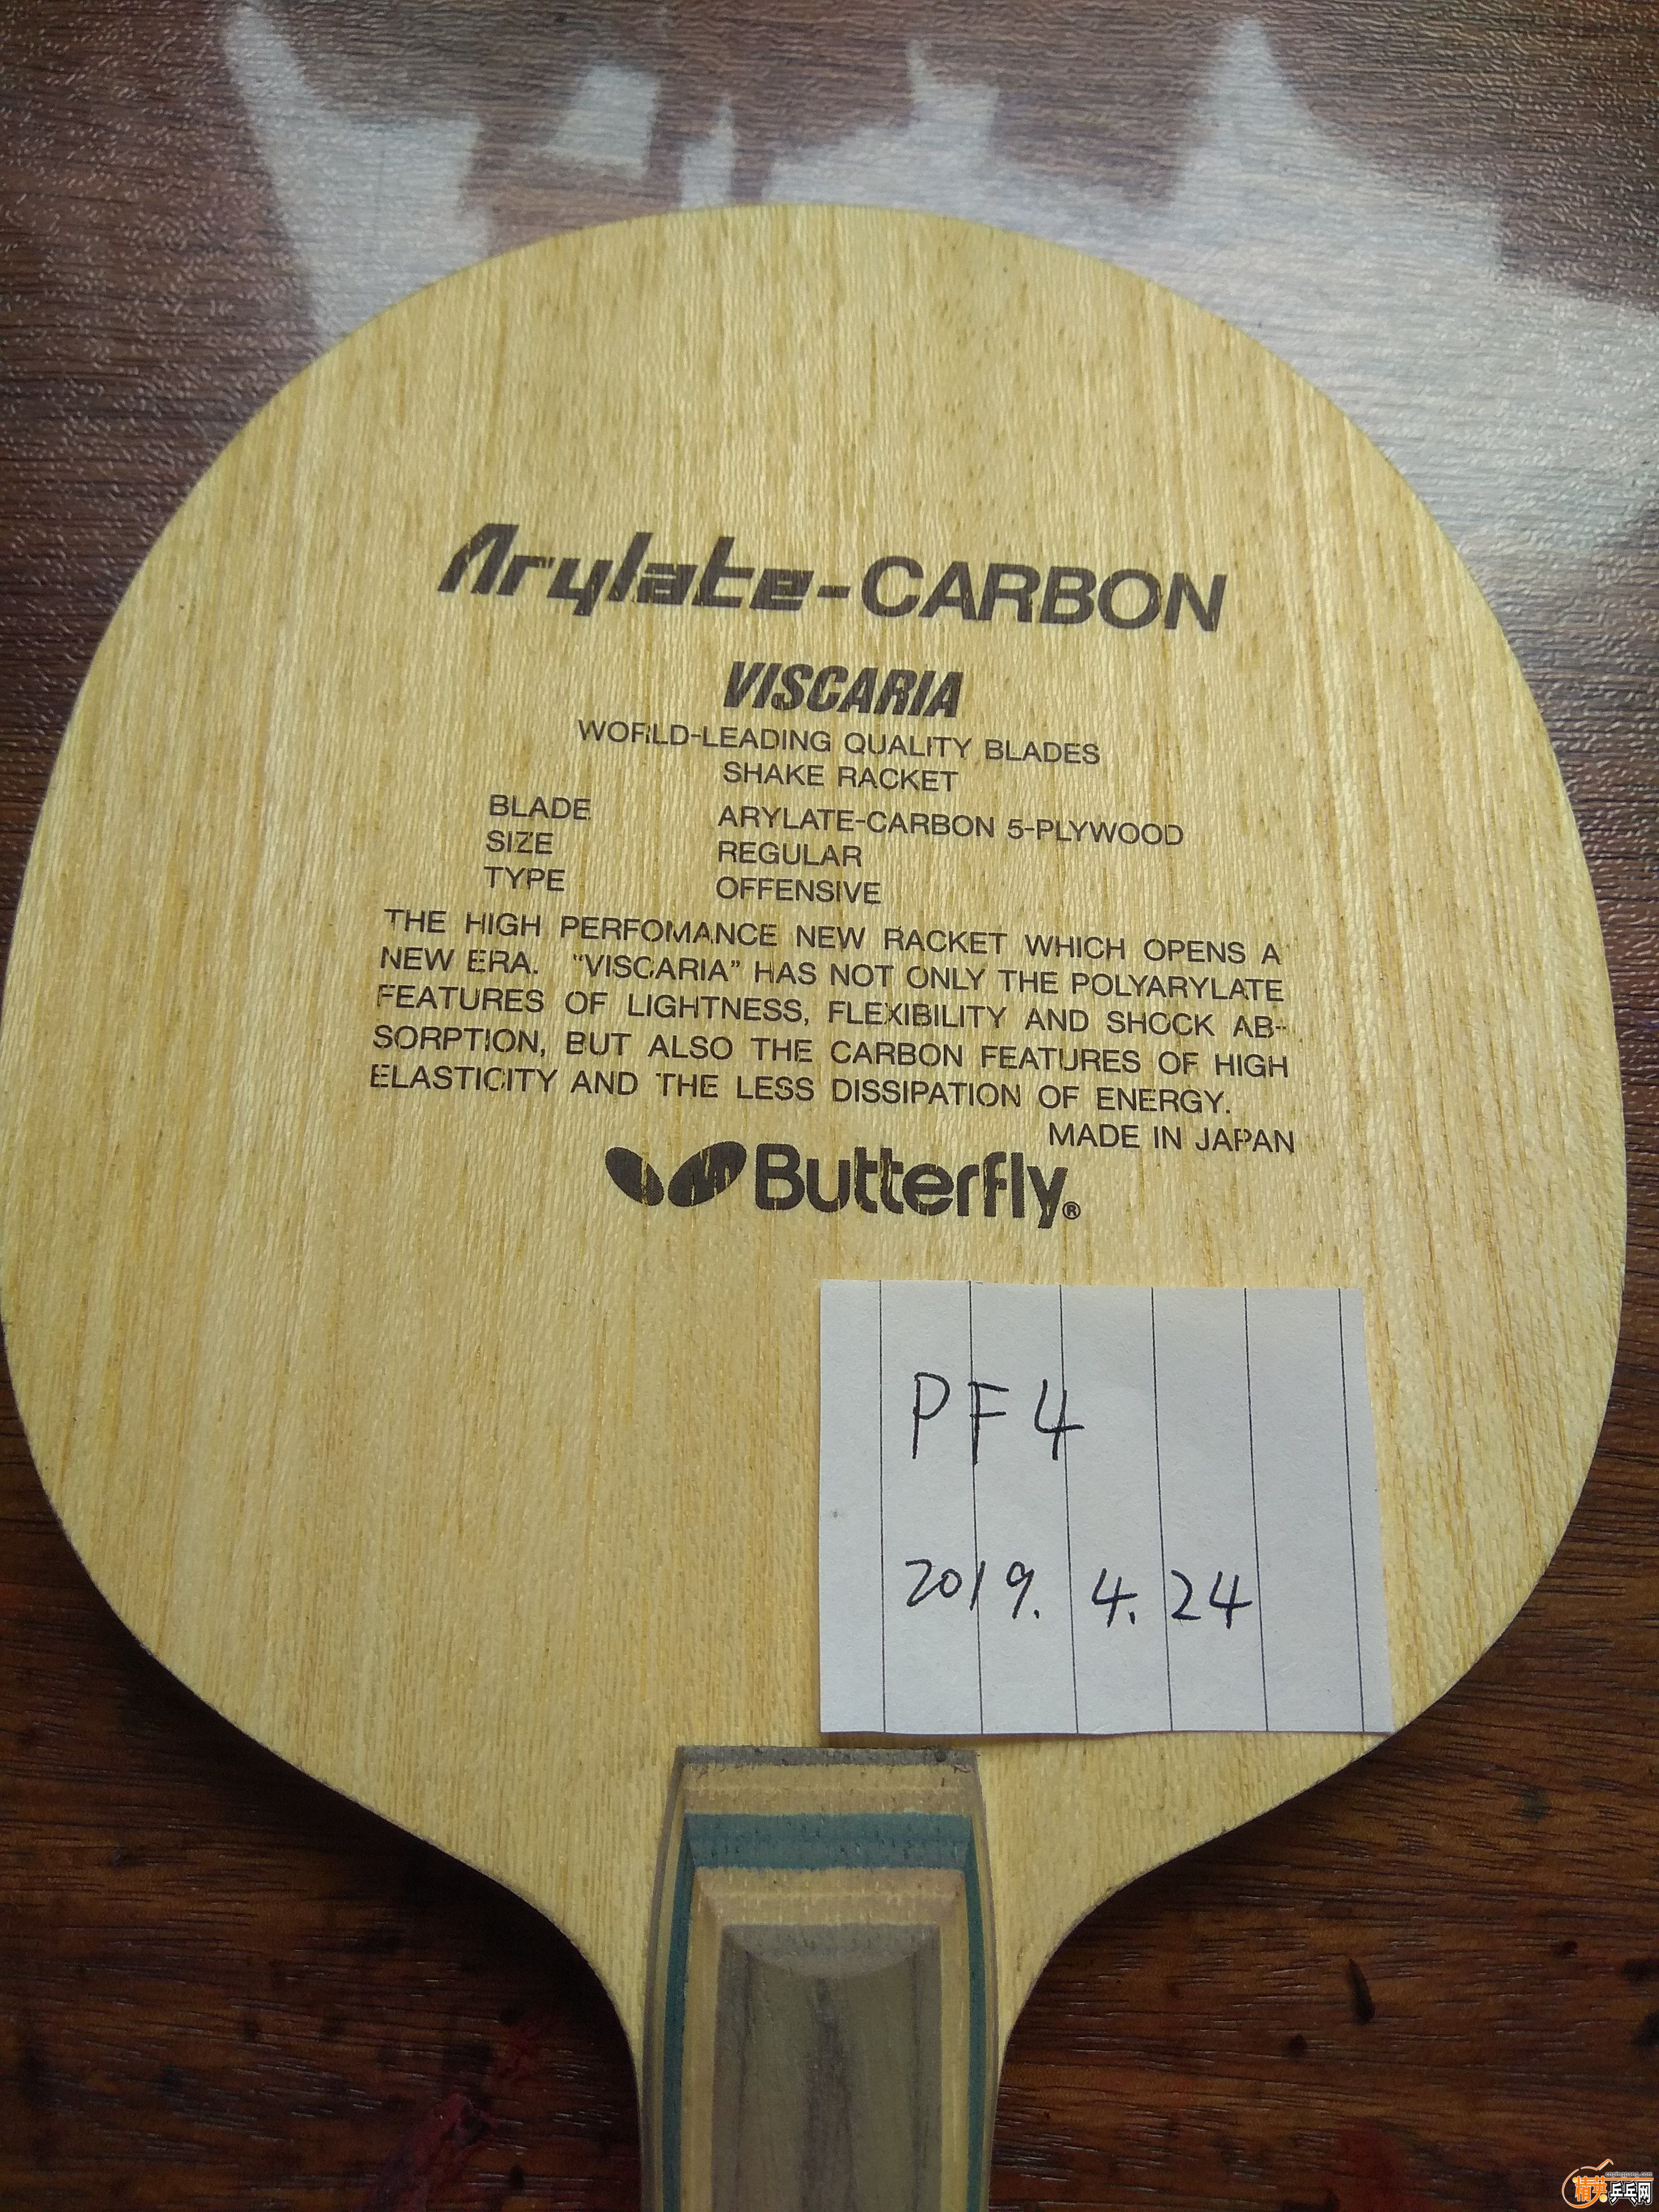 Arylate-CARBON
VISCARIA
WORLD-LEADING QUALITY BLADES
SHAKE RACKET
BLADE ARYLATE-CARBON 5-PLYWOOD
SIZE REGULAR
TYPE OFFENSIVE
THE HIGH PERFOMANCE NEW RACKET WHICH OPENS A
NEW ERA. "VISCARIA" HAS NOT ONLY THE POLYARYLATE
FEATURES OF LIGHTNESS, FLEXIBILITY AND SHOCK AB-
SORPTION, BUT ALSO THE CARBON FEATURES OF HIGH
ELASTICITY AND THE LESS DISSIPATION OF ENERGY.
MADE IN JAPAN
Butterfly®
PF4
2019. 4. 24
精英乒乓网